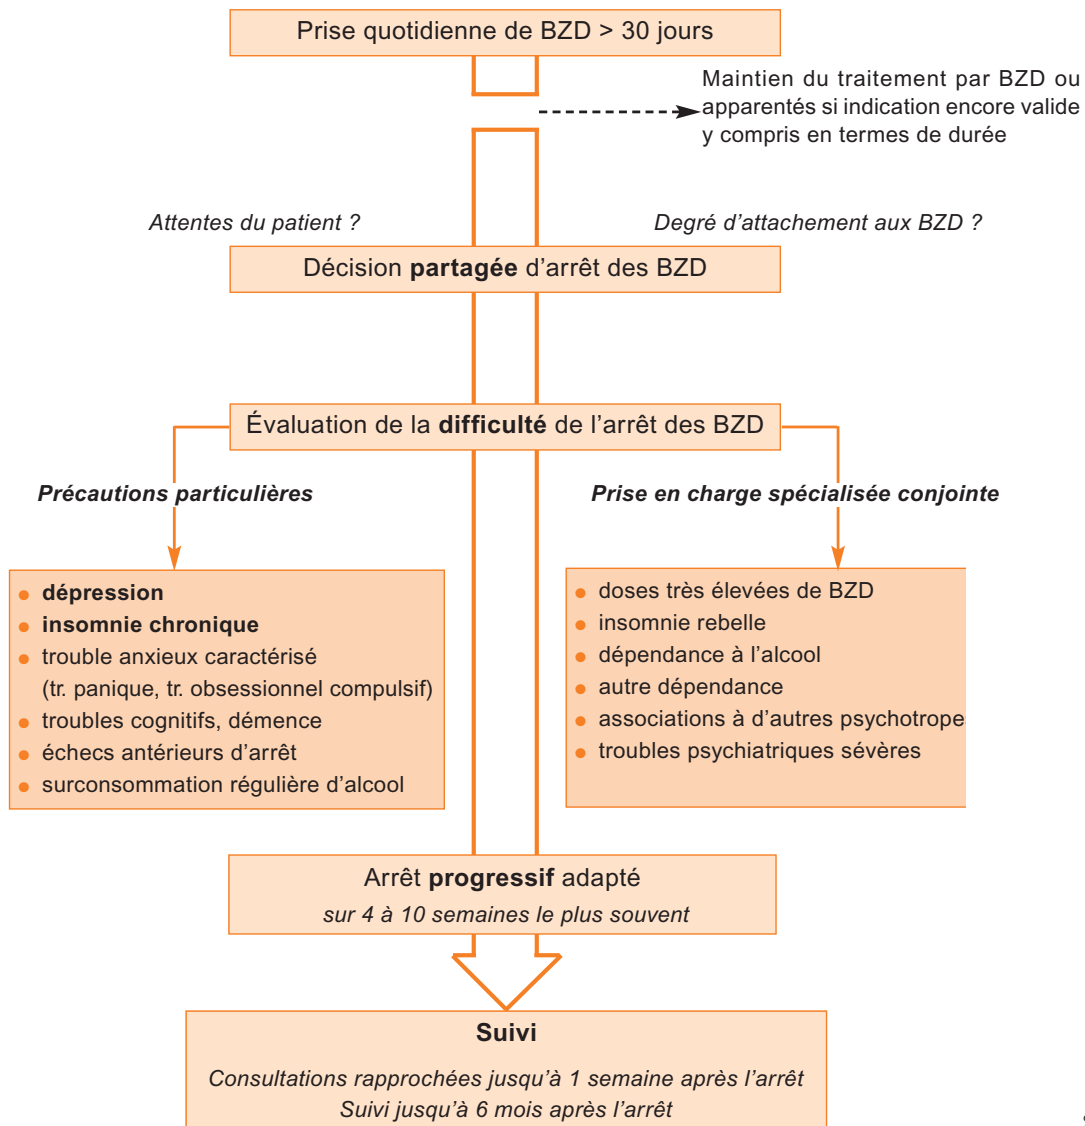 Prise quotidienne de BZD > 30 jours
Maintien du traitement par BZD ou
apparentés si indication encore valide
y compris en termes de durée
Attentes du patient ?
Degré d'attachement aux BZD ?
Décision partagée d'arrêt des BZD
Évaluation de la difficulté de l'arrêt des BZD
Précautions particulières
Prise en charge spécialisée conjointe
● dépression
● insomnie chronique
● trouble anxieux caractérisé
(tr. panique, tr. obsessionnel compulsif)
● troubles cognitifs, démence
● échecs antérieurs d'arrêt
● surconsommation régulière d'alcool
● doses très élevées de BZD
● insomnie rebelle
● dépendance à l'alcool
● autre dépendance
● associations à d'autres psychotrope
● troubles psychiatriques sévères
Arrêt progressif adapté
sur 4 à 10 semaines le plus souvent
Suivi
Consultations rapprochées jusqu'à 1 semaine après l'arrêt
Suivi jusqu'à 6 mois après l'arrêt